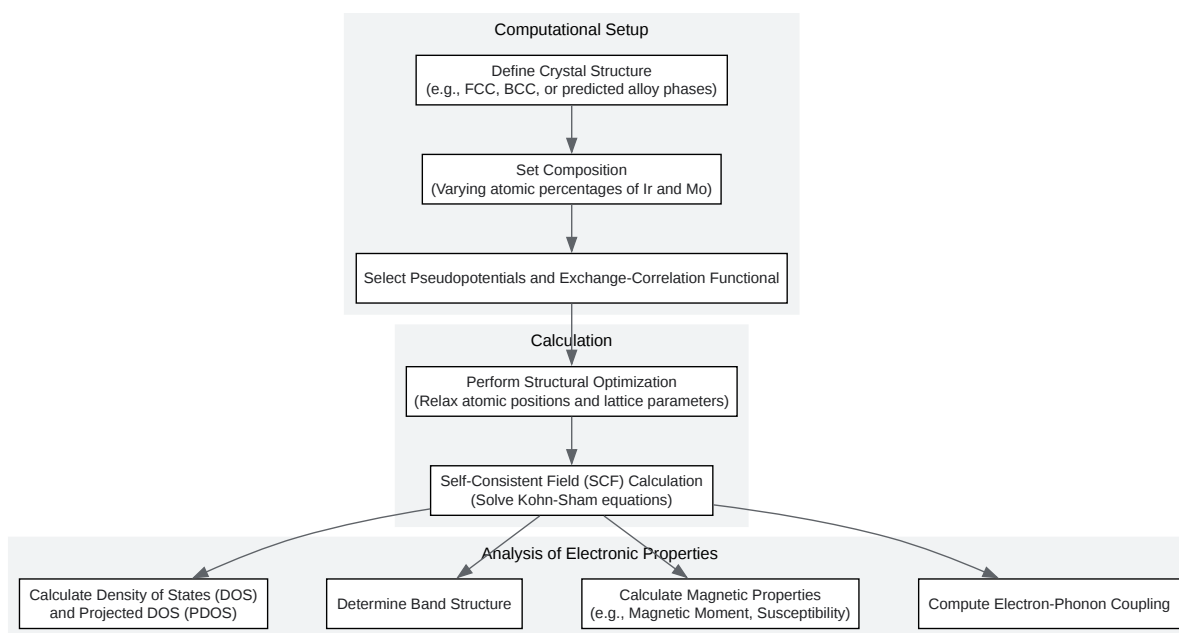 Computational Setup
Define Crystal Structure
(e.g., FCC, BCC, or predicted alloy phases)
Set Composition
(Varying atomic percentages of Ir and Mo)
Select Pseudopotentials and Exchange-Correlation Functional
Calculation
Perform Structural Optimization
(Relax atomic positions and lattice parameters)
Self-Consistent Field (SCF) Calculation
(Solve Kohn-Sham equations)
Analysis of Electronic Properties
Calculate Density of States (DOS)
and Projected DOS (PDOS)
Determine Band Structure
Calculate Magnetic Properties
(e.g., Magnetic Moment, Susceptibility)
Compute Electron-Phonon Coupling